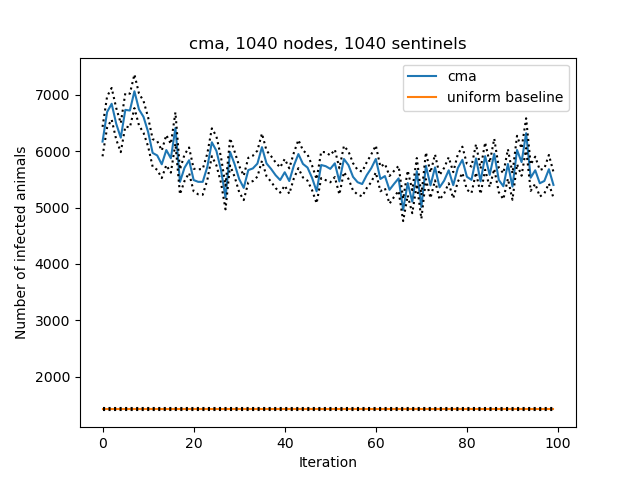 cma, 1040 nodes, 1040 sentinels
cma
uniform baseline
Number of infected animals
7000
6000
5000
4000
3000
2000
0 20 40 60 80 100
Iteration